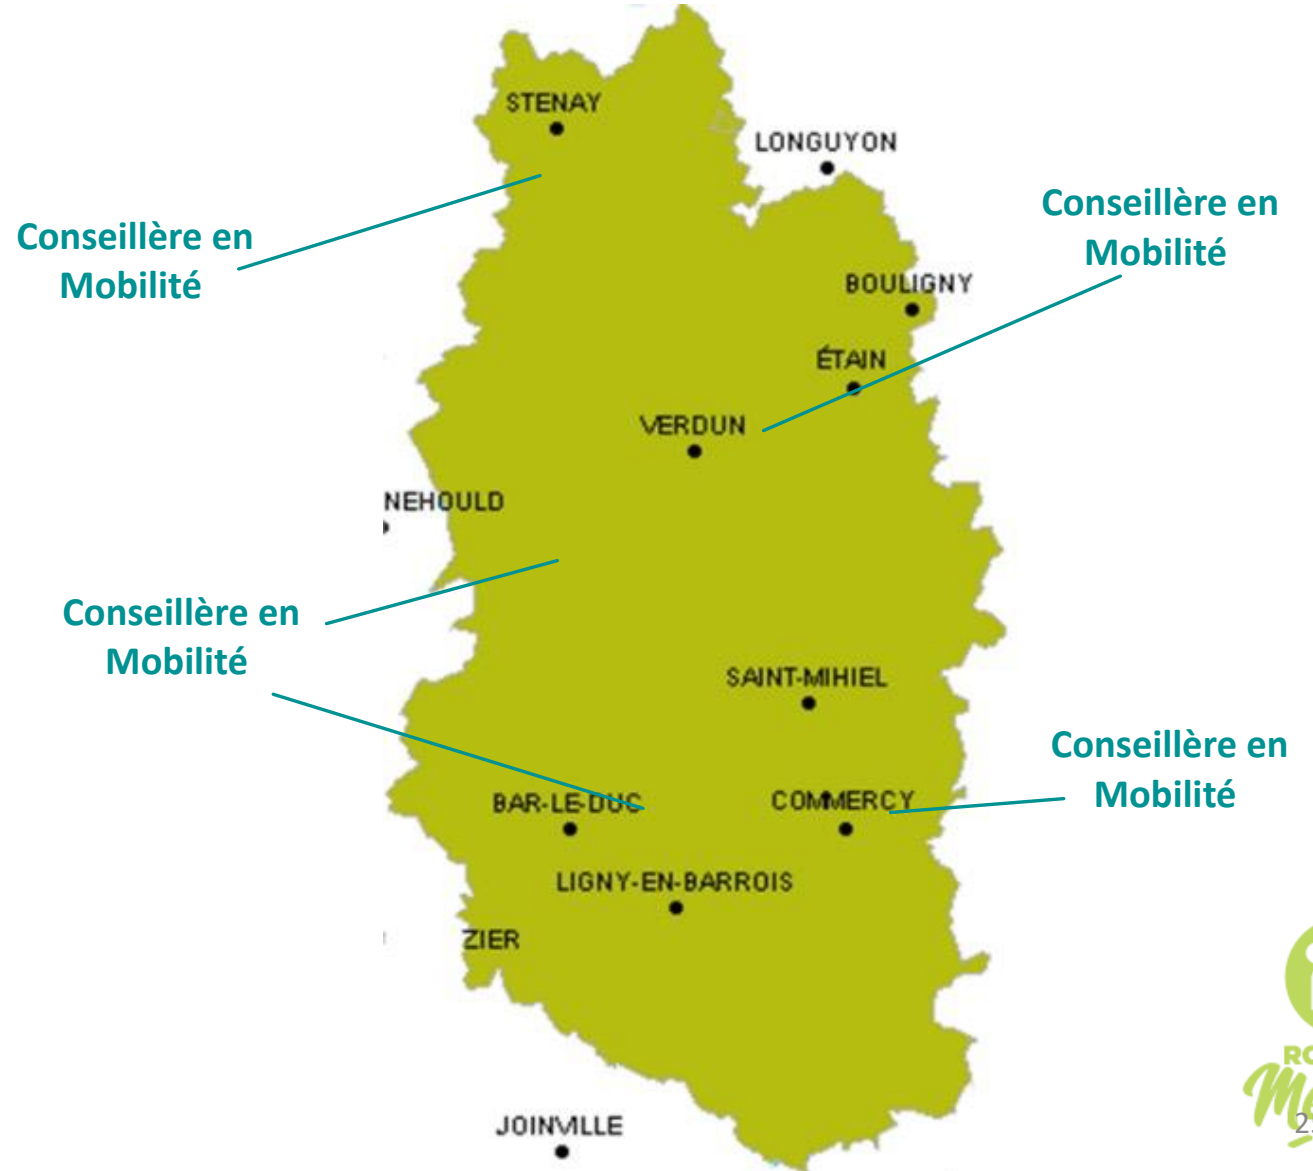 STENAY
LONGUYON
Conseillère en
Mobilité
Conseillère en
Mobilité
BOULIGNY
ÉTAIN
VERDUN
NEHOULD
Conseillère en
Mobilité
SAINT-MIHIEL
Conseillère en
Mobilité
BAR-LE-DUC
COMMERCY
LIGNY-EN-BARROIS
ZIER
JOINVILLE